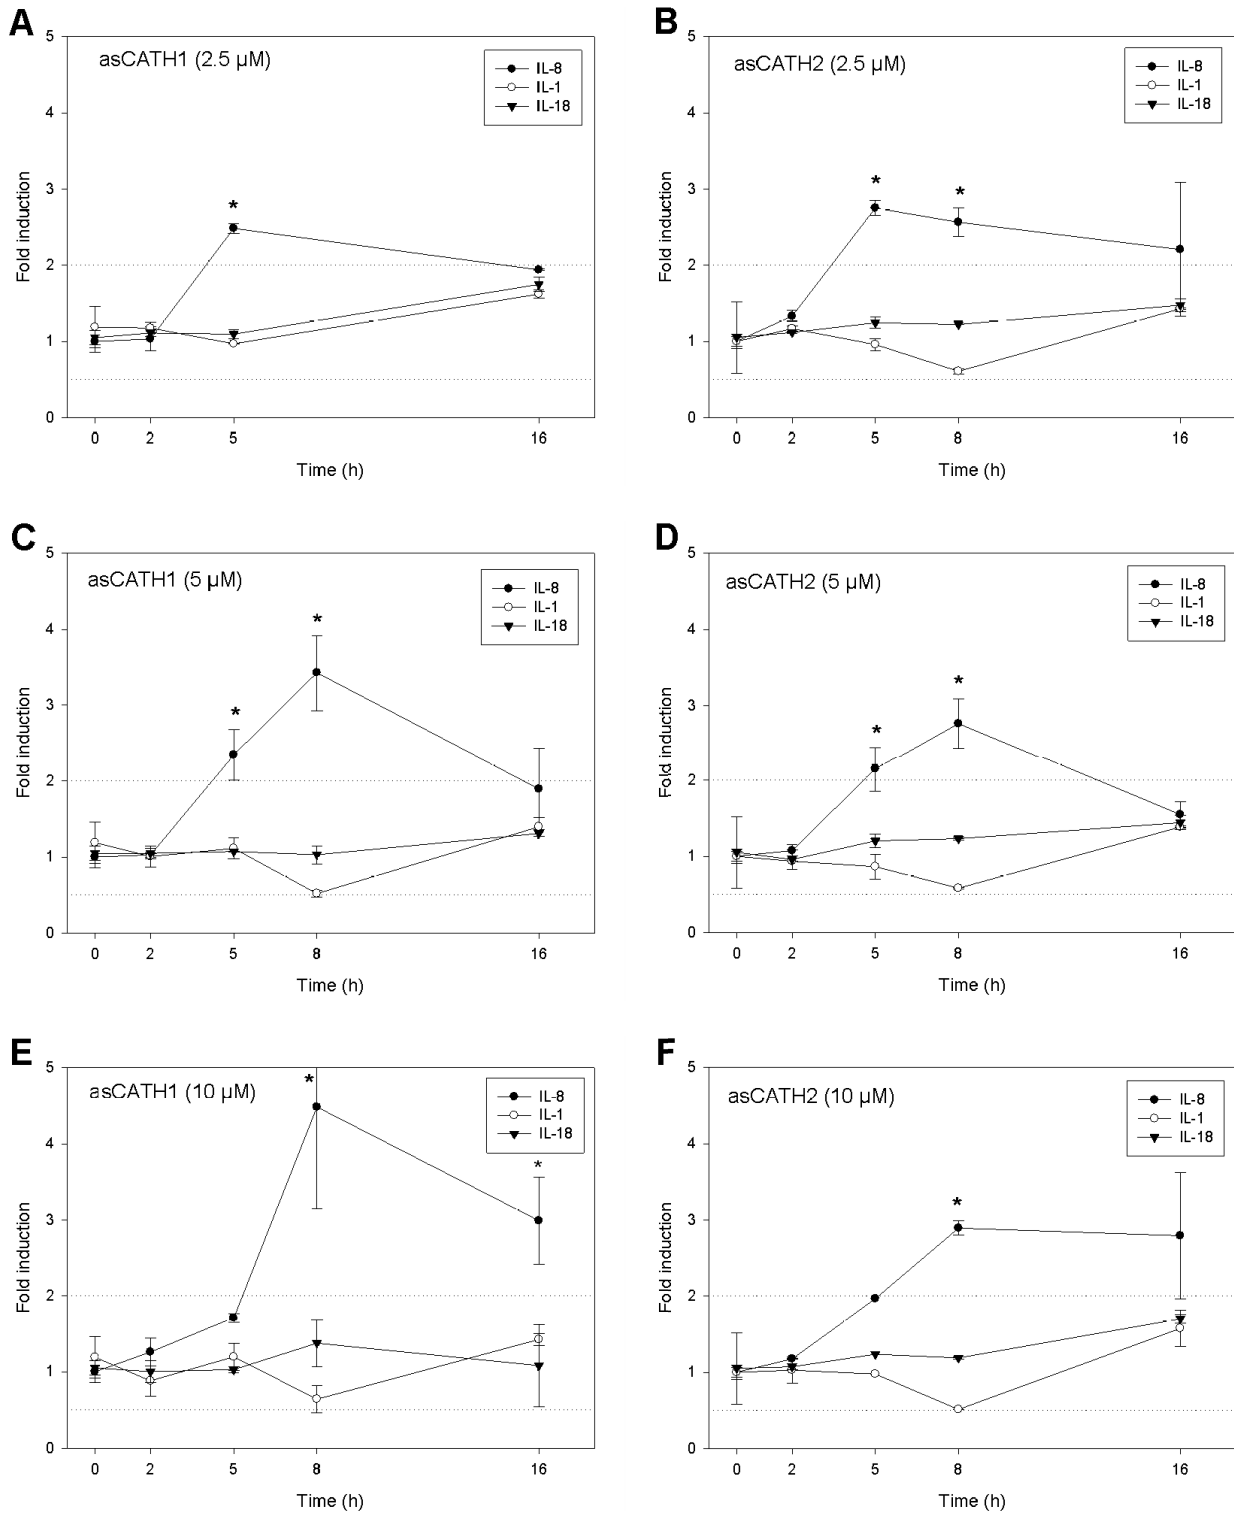 A
asCATH1 (2.5 µM)
IL-8
IL-1
IL-18
5
4
3
2
1
0
Fold induction
*
0 2 5 16
Time (h)
B
asCATH2 (2.5 µM)
IL-8
IL-1
IL-18
5
4
3
2
1
0
Fold induction
* *
0 2 5 8 16
Time (h)
C
asCATH1 (5 µM)
IL-8
IL-1
IL-18
5
4
3
2
1
0
Fold induction
*
*
0 2 5 8 16
Time (h)
D
asCATH2 (5 µM)
IL-8
IL-1
IL-18
5
4
3
2
1
0
Fold induction
*
*
0 2 5 8 16
Time (h)
E
asCATH1 (10 µM)
IL-8
IL-1
IL-18
5
4
3
2
1
0
Fold induction
*
*
0 2 5 8 16
Time (h)
F
asCATH2 (10 µM)
IL-8
IL-1
IL-18
5
4
3
2
1
0
Fold induction
*
0 2 5 8 16
Time (h)